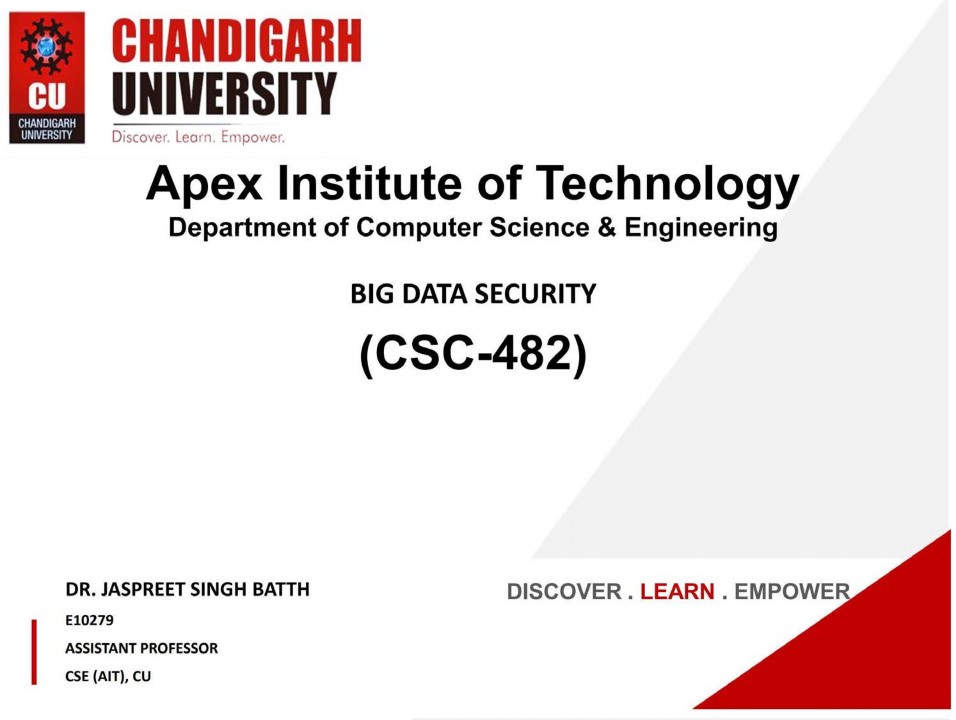 CU
CHANDIGARH
UNIVERSITY
CHANDIGARH
UNIVERSITY
Discover. Learn. Empower.
Apex Institute of Technology
Department of Computer Science & Engineering
BIG DATA SECURITY
(CSC-482)
DR. JASPREET SINGH BATTH
E10279
ASSISTANT PROFESSOR
CSE (AIT), CU
DISCOVER . LEARN . EMPOWER